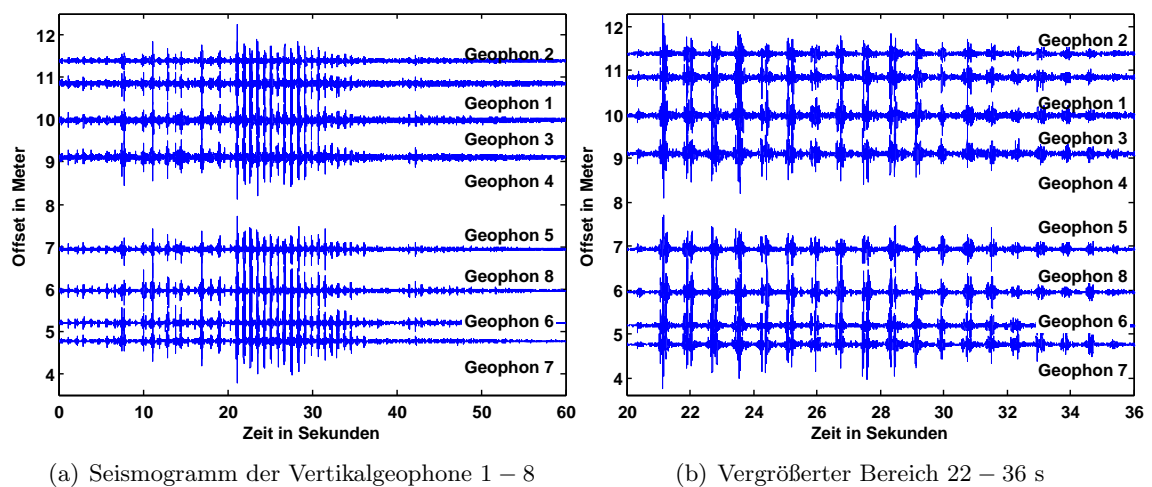 12
11
10
9
8
7
6
5
4
Offset in Meter
Geophon 2
Geophon 1
Geophon 3
Geophon 4
Geophon 5
Geophon 8
Geophon 6
Geophon 7
0 10 20 30 40 50 60
Zeit in Sekunden
(a) Seismogramm der Vertikalgeophone 1 – 8
12
11
10
9
8
7
6
5
4
Offset in Meter
Geophon 2
Geophon 1
Geophon 3
Geophon 4
Geophon 5
Geophon 8
Geophon 6
Geophon 7
20 22 24 26 28 30 32 34 36
Zeit in Sekunden
(b) Vergrößerter Bereich 22 – 36 s